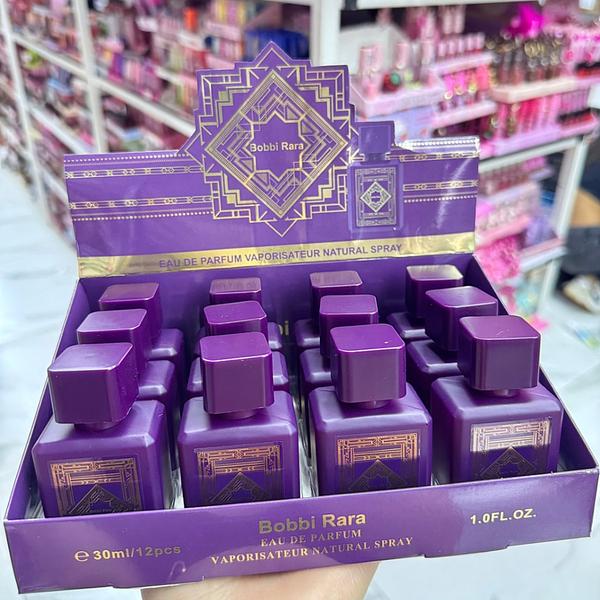 Bobbi Rara
EAU DE PARFUM VAPORISATEUR NATURAL SPRAY
Bobbi Rara
EAU DE PARFUM
VAPORISATEUR NATURAL SPRAY
℮ 30ml/12pcs
1.0FL.OZ.